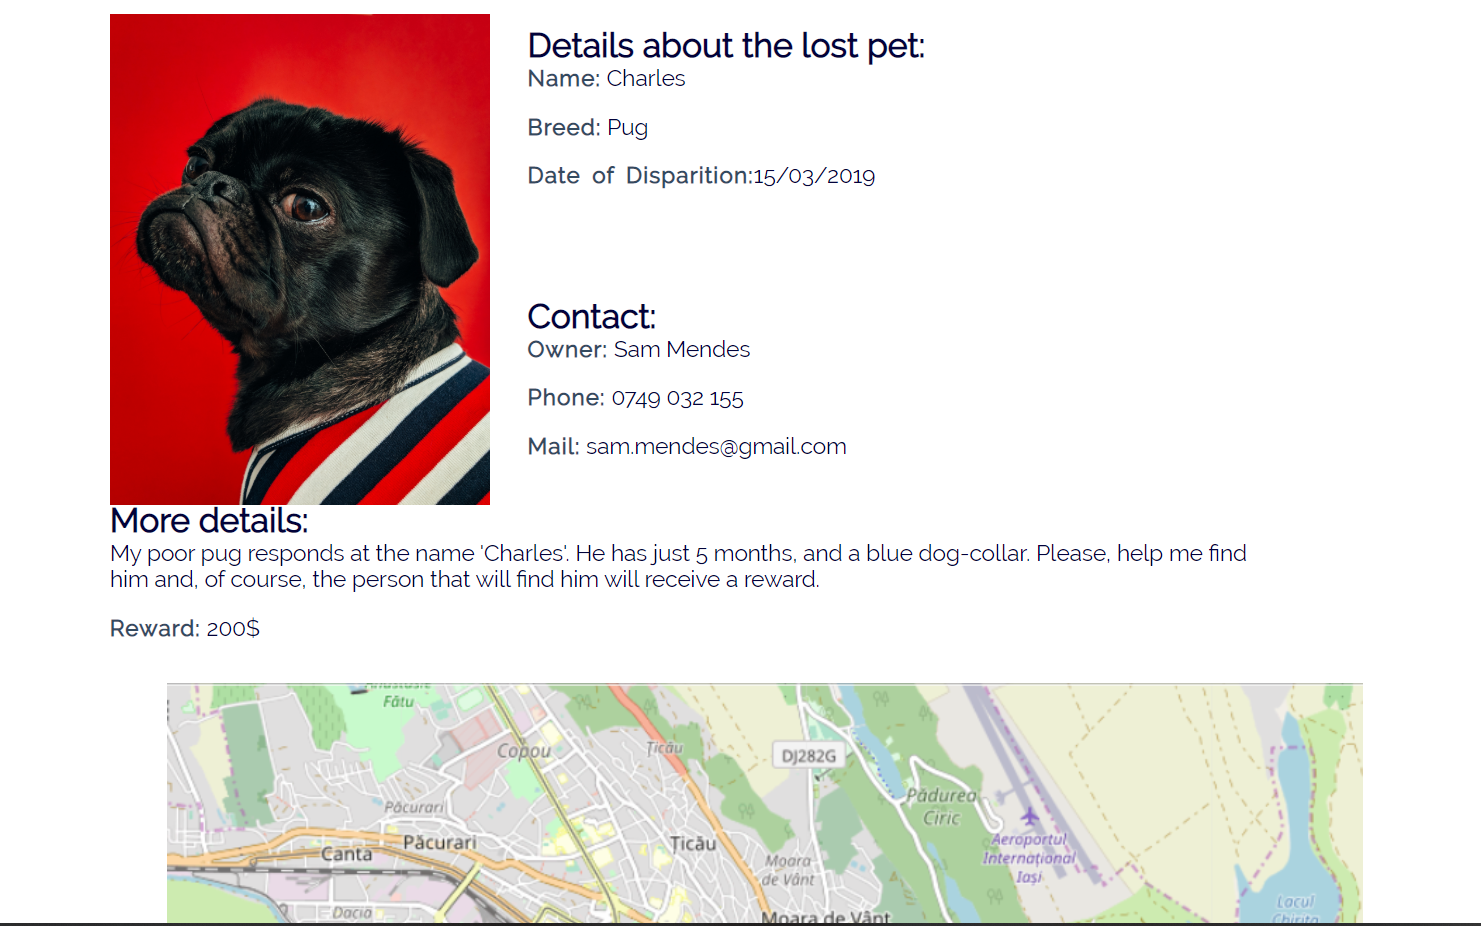 Details about the lost pet:
Name: Charles
Breed: Pug
Date of Disparition:15/03/2019
Contact:
Owner: Sam Mendes
Phone: 0749 032 155
Mail: sam.mendes@gmail.com
More details:
My poor pug responds at the name 'Charles'. He has just 5 months, and a blue dog-collar. Please, help me find
him and, of course, the person that will find him will receive a reward.
Reward: 200$
Fătu
Copou
Țicău
DJ282G
Păcurari
Pădurea
Ciric
Păcurari
Canta
Țicău
Aeroportul
Internațional
Iași
Moara
de Vânt
Dacia
Moara de Vânt
Lacul